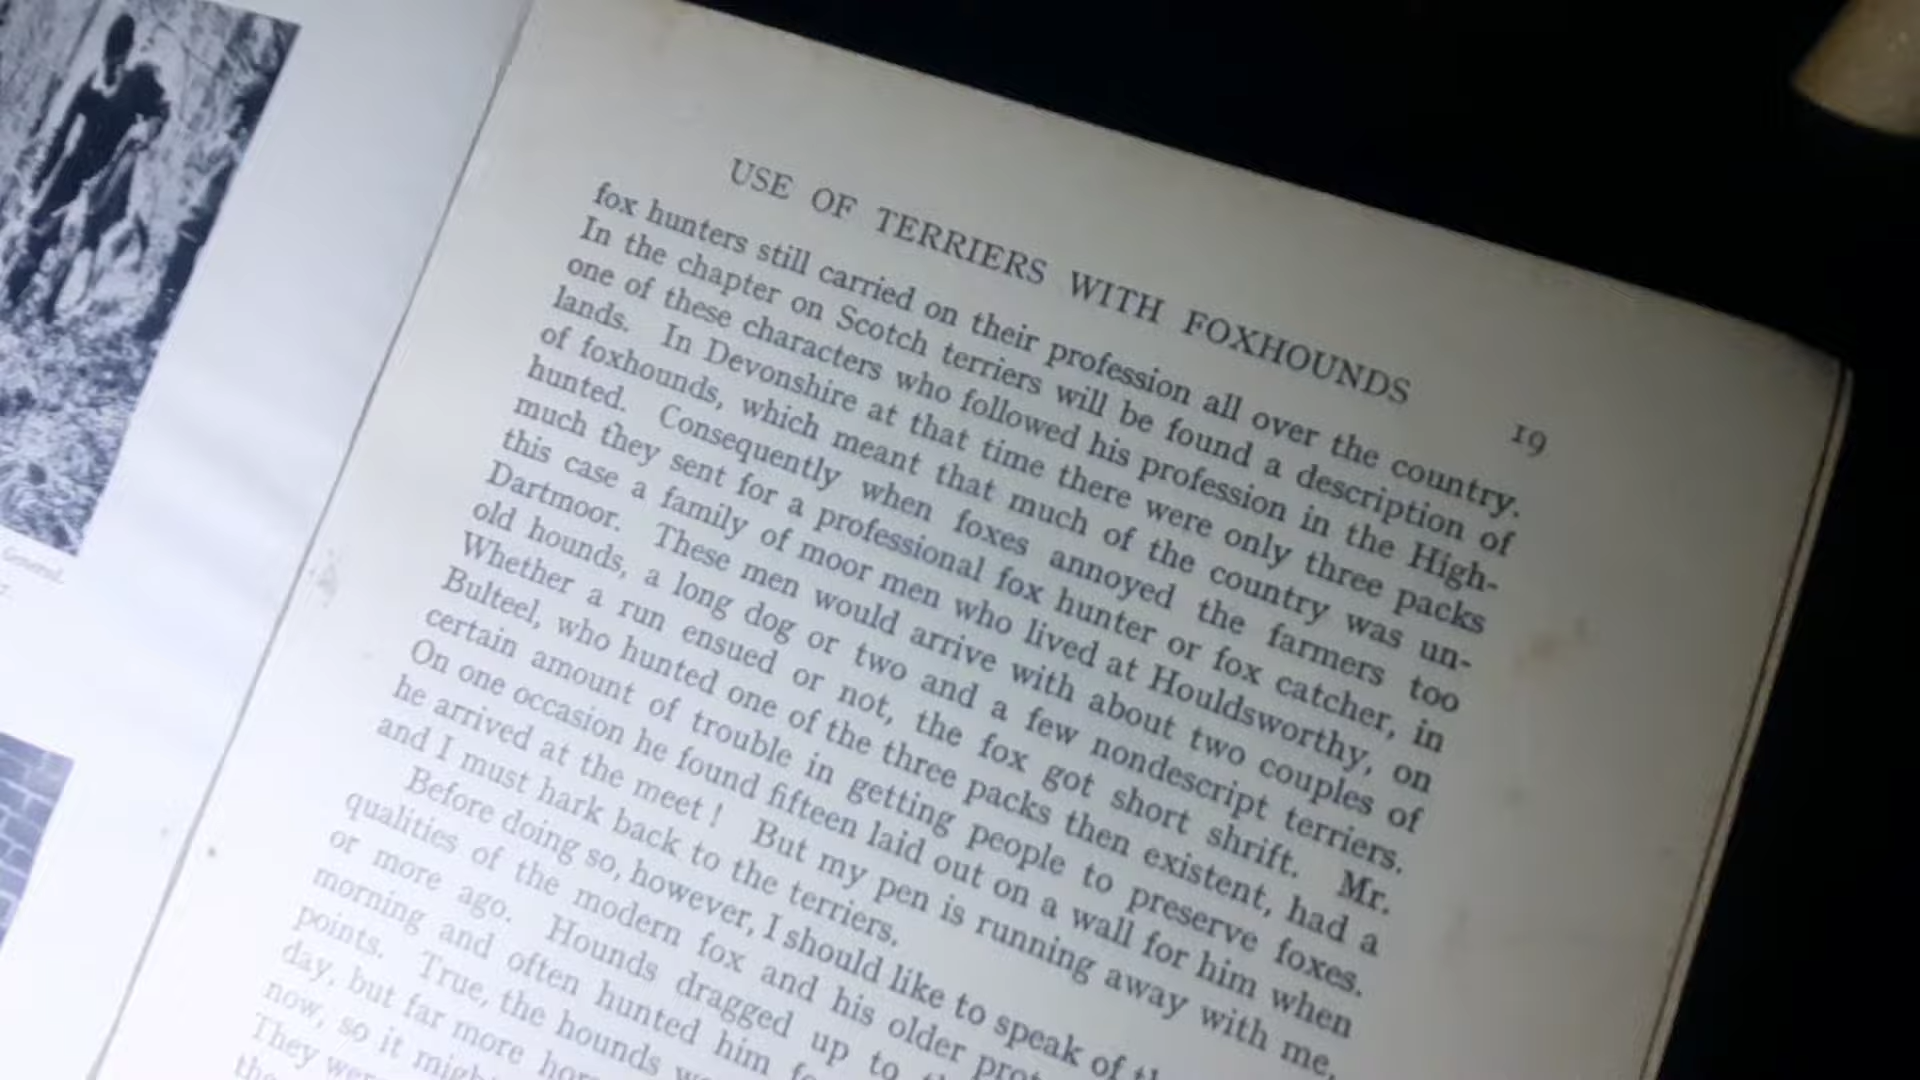 General.
USE OF TERRIERS WITH FOXHOUNDS 19
fox hunters still carried on their profession all over the country.
In the chapter on Scotch terriers will be found a description of
one of these characters who followed his profession in the High-
lands. In Devonshire at that time there were only three packs
of foxhounds, which meant that much of the country was un-
hunted. Consequently when foxes annoyed the farmers too
much they sent for a professional fox hunter or fox catcher, in
this case a family of moor men who lived at Houldsworthy, on
Dartmoor. These men would arrive with about two couples of
old hounds, a long dog or two and a few nondescript terriers.
Whether a run ensued or not, the fox got short shrift. Mr.
Bulteel, who hunted one of the three packs then existent, had a
certain amount of trouble in getting people to preserve foxes.
On one occasion he found fifteen laid out on a wall for him when
he arrived at the meet! But my pen is running away with me,
and I must hark back to the terriers.
Before doing so, however, I should like to speak of
qualities of the modern fox and his older
or more ago. Hounds dragged up to
morning and often hunted him
points. True, the hounds
day, but far more
now, so it
They